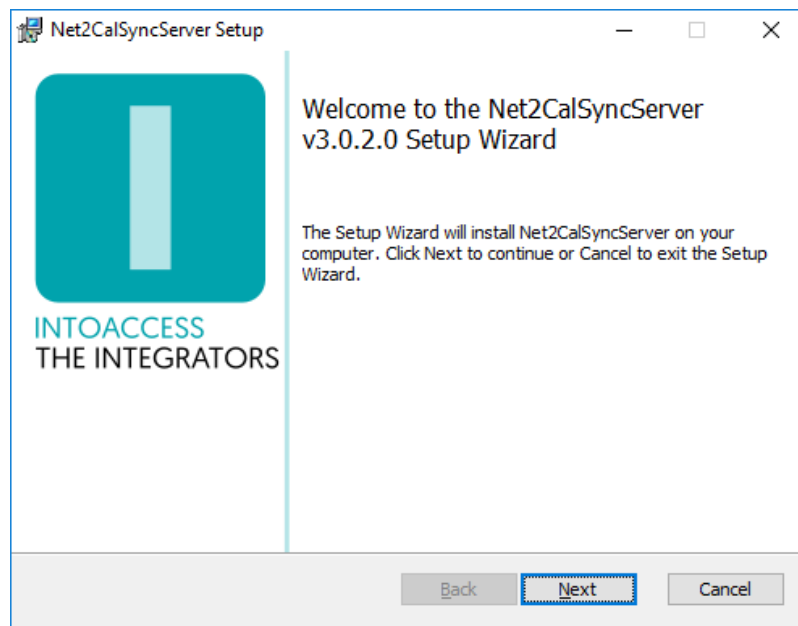 Net2CalSyncServer Setup
Welcome to the Net2CalSyncServer
v3.0.2.0 Setup Wizard
The Setup Wizard will install Net2CalSyncServer on your
computer. Click Next to continue or Cancel to exit the Setup
Wizard.
INTOACCESS
THE INTEGRATORS
Back
Next
Cancel